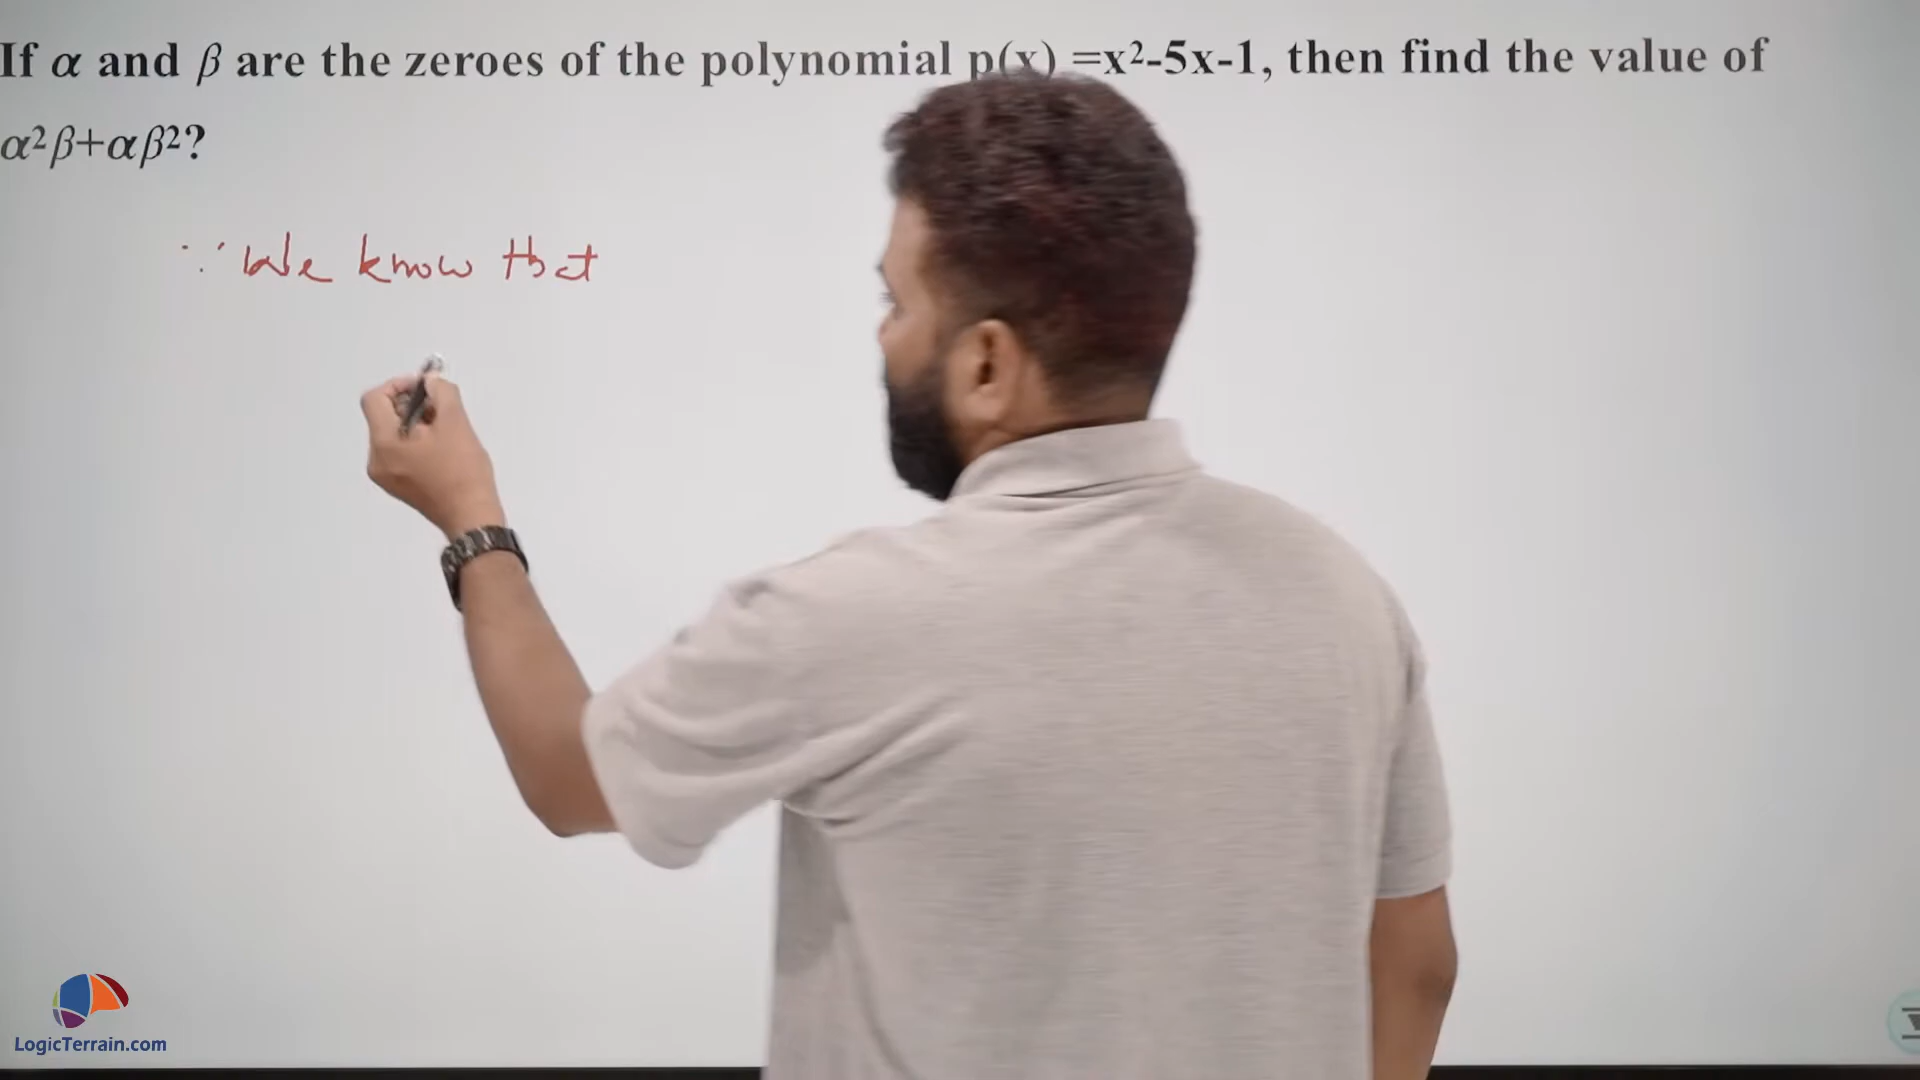 If α and β are the zeroes of the polynomial p(x) =x²-5x-1, then find the value of
α²β+αβ²?
∵ We know that
LogicTerrain.com